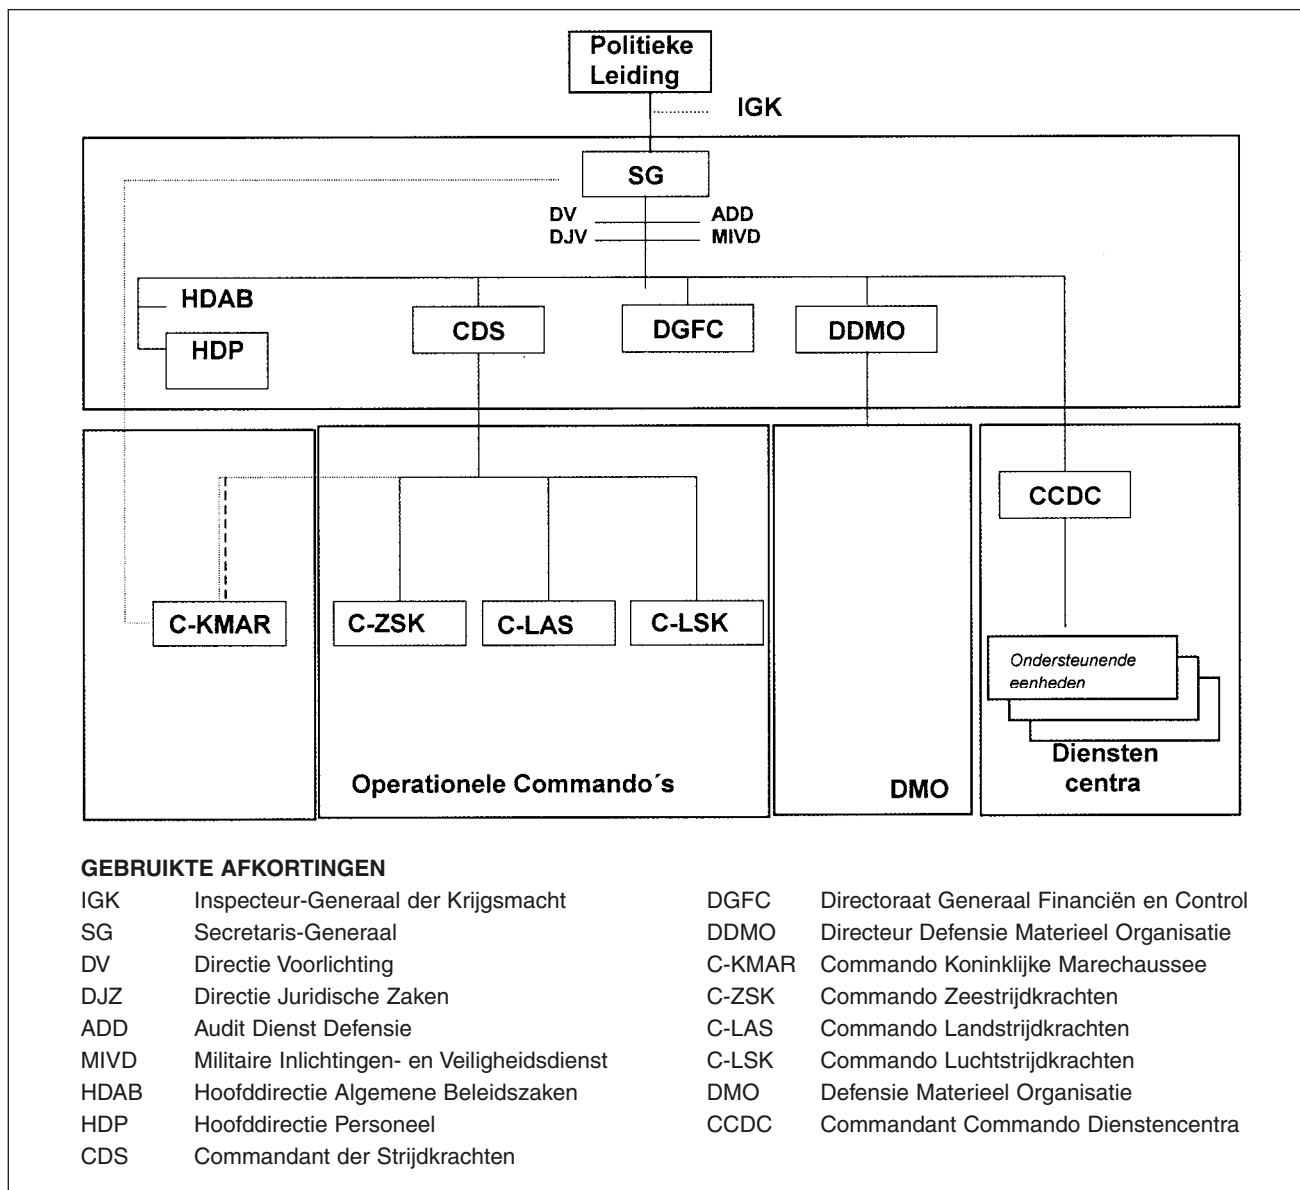 Politieke
Leiding
IGK
SG
DV ADD
DJV MIVD
HDAB
HDP
CDS DGFC DDMO
CCDC
C-KMAR C-ZSK C-LAS C-LSK
Ondersteunende
eenheden
Diensten
centra
Operationele Commando´s
DMO
GEBRUIKTE AFKORTINGEN
IGK Inspecteur-Generaal der Krijgsmacht
SG Secretaris-Generaal
DV Directie Voorlichting
DJZ Directie Juridische Zaken
ADD Audit Dienst Defensie
MIVD Militaire Inlichtingen- en Veiligheidsdienst
HDAB Hoofddirectie Algemene Beleidszaken
HDP Hoofddirectie Personeel
CDS Commandant der Strijdkrachten
DGFC Directoraat Generaal Financiën en Control
DDMO Directeur Defensie Materieel Organisatie
C-KMAR Commando Koninklijke Marechaussee
C-ZSK Commando Zeestrijdkrachten
C-LAS Commando Landstrijdkrachten
C-LSK Commando Luchtstrijdkrachten
DMO Defensie Materieel Organisatie
CCDC Commandant Commando Dienstencentra